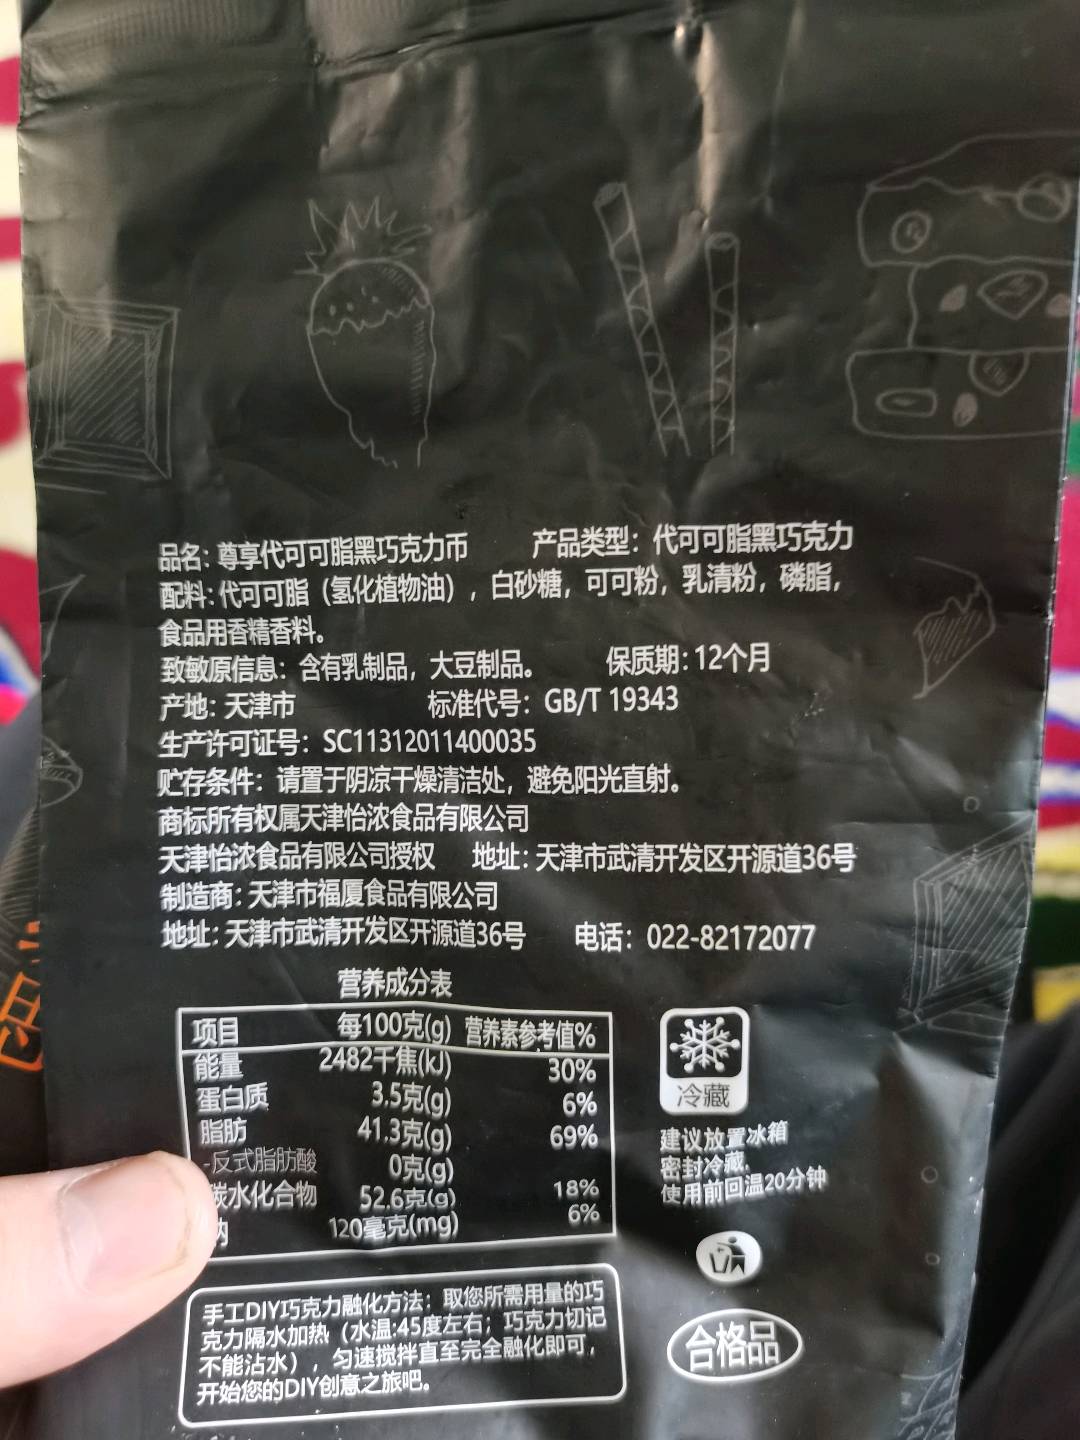 品名: 尊享代可可脂黑巧克力币 产品类型: 代可可脂黑巧克力
配料: 代可可脂（氢化植物油）, 白砂糖, 可可粉, 乳清粉, 磷脂,
食品用香精香料。
致敏原信息: 含有乳制品, 大豆制品。 保质期: 12个月
产地: 天津市 标准代号: GB/T 19343
生产许可证号: SC11312011400035
贮存条件: 请置于阴凉干燥清洁处, 避免阳光直射。
商标所有权属天津怡浓食品有限公司
天津怡浓食品有限公司授权 地址: 天津市武清开发区开源道36号
制造商: 天津市福厦食品有限公司
地址: 天津市武清开发区开源道36号 电话: 022-82172077
营养成分表
项目 每100克(g) 营养素参考值%
能量 2482千焦(kJ) 30%
蛋白质 3.5克(g) 6%
脂肪 41.3克(g) 69%
-反式脂肪酸 0克(g)
碳水化合物 52.6克(g) 18%
钠 120毫克(mg) 6%
冷藏
建议放置冰箱
密封冷藏,
使用前回温20分钟
手工DIY巧克力融化方法: 取您所需用量的巧
克力隔水加热（水温:45度左右; 巧克力切记
不能沾水）, 匀速搅拌直至完全融化即可,
开始您的DIY创意之旅吧。
合格品